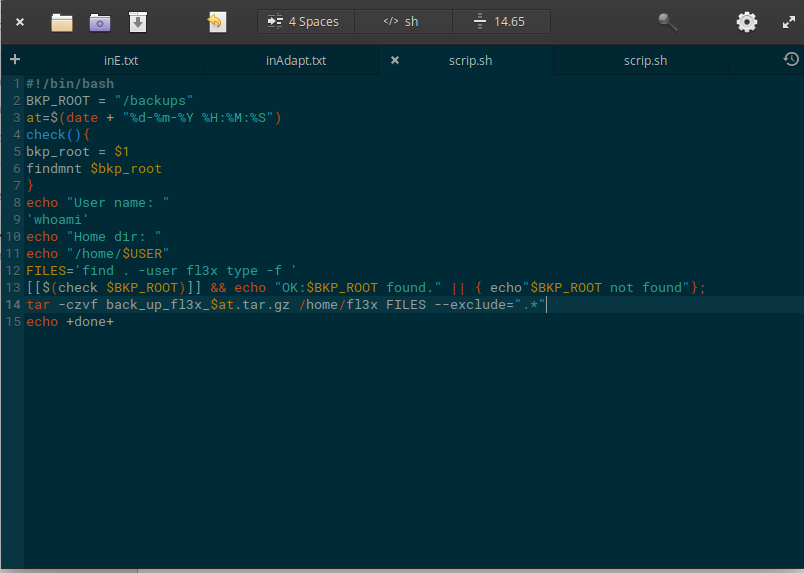 4 Spaces </> sh 14.65
+ inE.txt inAdapt.txt × scrip.sh scrip.sh
1 #!/bin/bash
2 BKP_ROOT = "/backups"
3 at=$(date + "%d-%m-%Y %H:%M:%S")
4 check(){
5 bkp_root = $1
6 findmnt $bkp_root
7 }
8 echo "User name: "
9 'whoami'
10 echo "Home dir: "
11 echo "/home/$USER"
12 FILES='find . -user fl3x type -f '
13 [[$(check $BKP_ROOT)]] && echo "OK:$BKP_ROOT found." || { echo"$BKP_ROOT not found"};
14 tar -czvf back_up_fl3x_$at.tar.gz /home/fl3x FILES --exclude=".*"
15 echo +done+